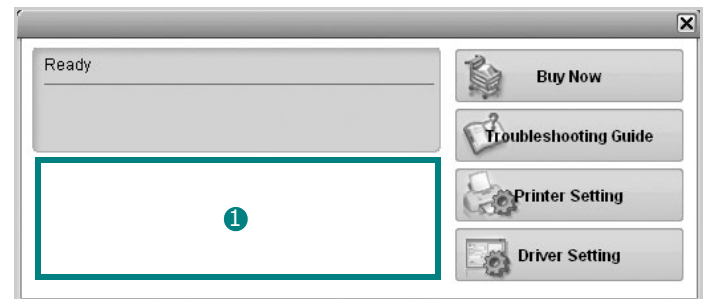 Ready
Buy Now
Troubleshooting Guide
1
Printer Setting
Driver Setting